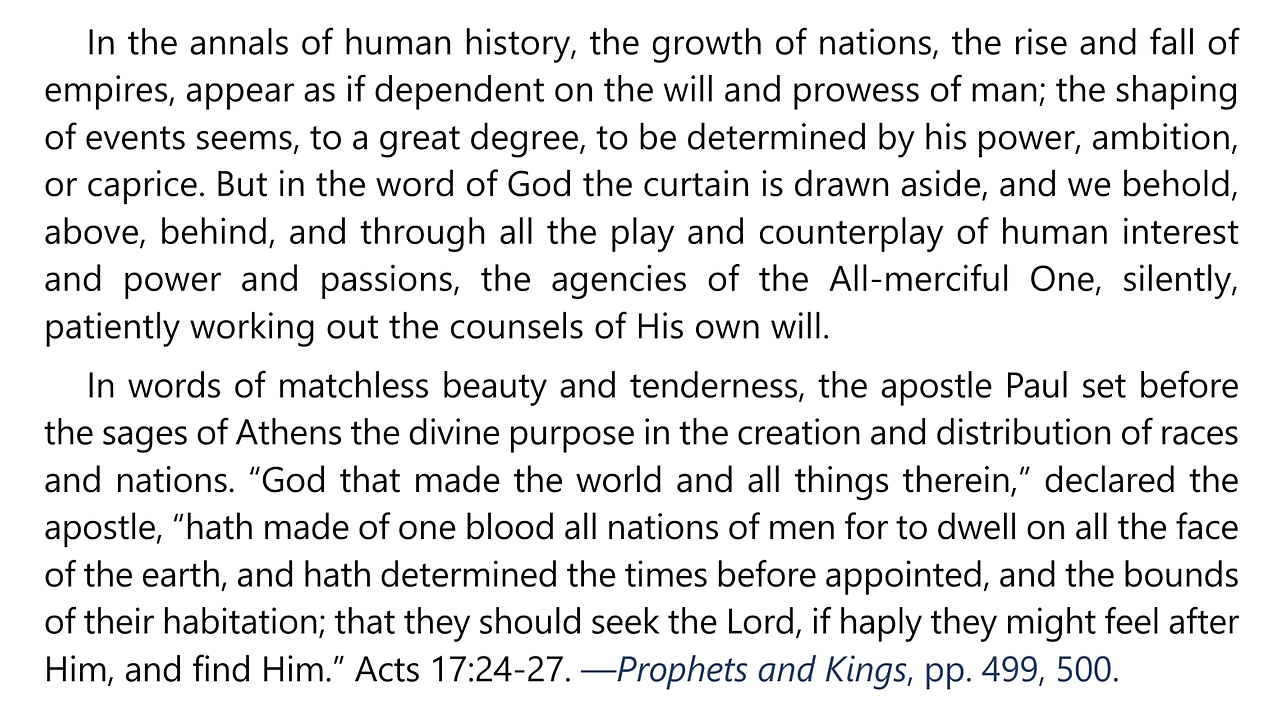 In the annals of human history, the growth of nations, the rise and fall of
empires, appear as if dependent on the will and prowess of man; the shaping
of events seems, to a great degree, to be determined by his power, ambition,
or caprice. But in the word of God the curtain is drawn aside, and we behold,
above, behind, and through all the play and counterplay of human interest
and power and passions, the agencies of the All-merciful One, silently,
patiently working out the counsels of His own will.
In words of matchless beauty and tenderness, the apostle Paul set before
the sages of Athens the divine purpose in the creation and distribution of races
and nations. “God that made the world and all things therein,” declared the
apostle, “hath made of one blood all nations of men for to dwell on all the face
of the earth, and hath determined the times before appointed, and the bounds
of their habitation; that they should seek the Lord, if haply they might feel after
Him, and find Him.” Acts 17:24-27. —Prophets and Kings, pp. 499, 500.